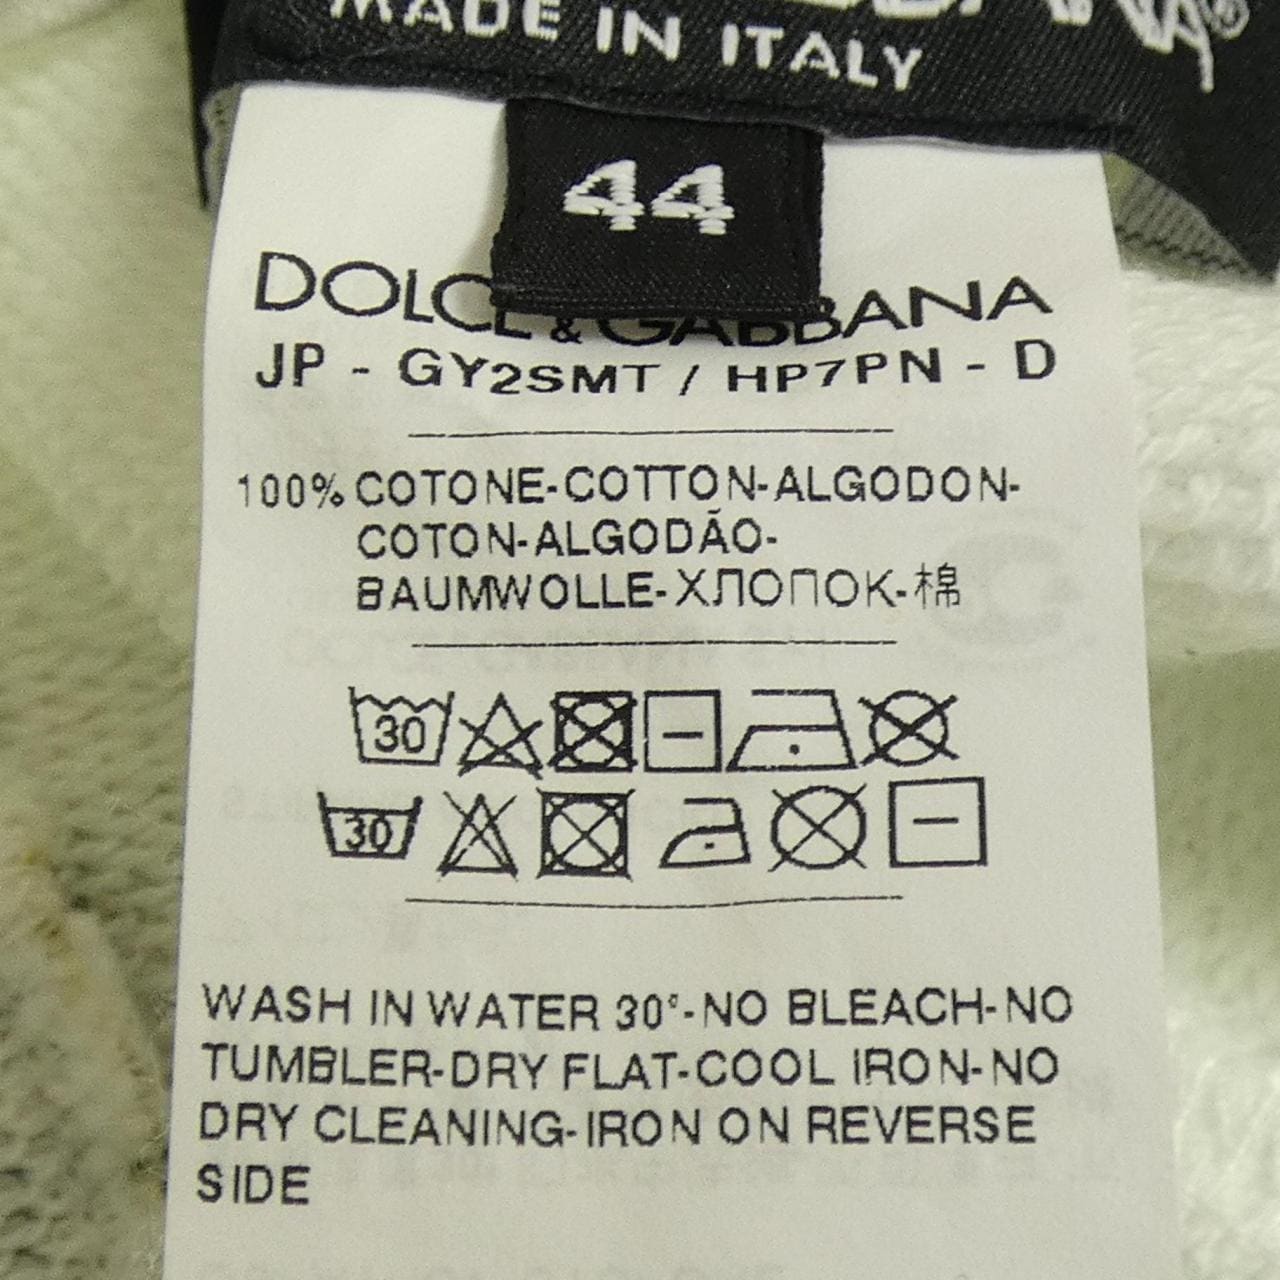 MADE IN ITALY
44
DOLCE & GABBANA
JP - GY2SMT / HP7PN - D
100% COTONE-COTTON-ALGODON-
COTON-ALGODÃO-
BAUMWOLLE-ХЛОПОК-棉
30
30
WASH IN WATER 30°-NO BLEACH-NO
TUMBLER-DRY FLAT-COOL IRON-NO
DRY CLEANING-IRON ON REVERSE
SIDE